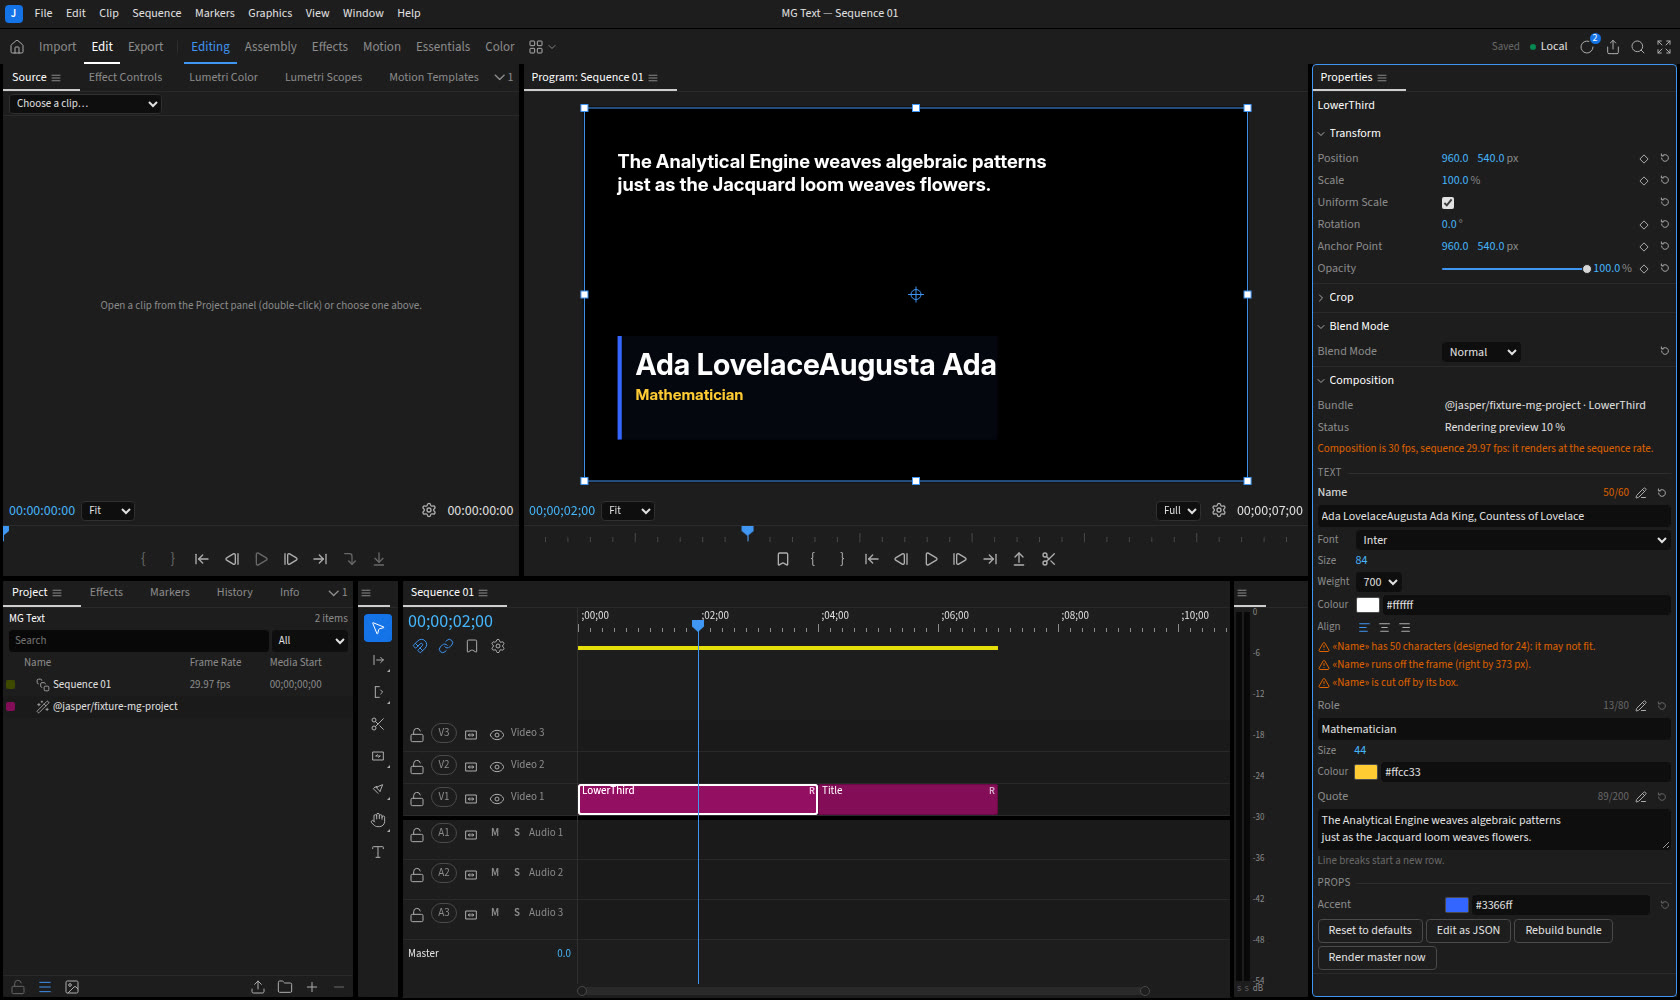 J File Edit Clip Sequence Markers Graphics View Window Help
MG Text — Sequence 01
Import Edit Export Editing Assembly Effects Motion Essentials Color
Saved Local 2
Source Effect Controls Lumetri Color Lumetri Scopes Motion Templates 1
Choose a clip…
Open a clip from the Project panel (double-click) or choose one above.
00:00:00:00 Fit 00:00:00:00
Program: Sequence 01
The Analytical Engine weaves algebraic patterns
just as the Jacquard loom weaves flowers.
Ada LovelaceAugusta Ada
Mathematician
00;00;02;00 Fit Full 00;00;07;00
Properties
LowerThird
Transform
Position 960.0 540.0 px
Scale 100.0 %
Uniform Scale
Rotation 0.0 °
Anchor Point 960.0 540.0 px
Opacity 100.0 %
Crop
Blend Mode
Blend Mode Normal
Composition
Bundle @jasper/fixture-mg-project · LowerThird
Status Rendering preview 10 %
Composition is 30 fps, sequence 29.97 fps: it renders at the sequence rate.
TEXT
Name 50/60
Ada LovelaceAugusta Ada King, Countess of Lovelace
Font Inter
Size 84
Weight 700
Colour #ffffff
Align
«Name» has 50 characters (designed for 24): it may not fit.
«Name» runs off the frame (right by 373 px).
«Name» is cut off by its box.
Role 13/80
Mathematician
Size 44
Colour #ffcc33
Quote 89/200
The Analytical Engine weaves algebraic patterns
just as the Jacquard loom weaves flowers.
Line breaks start a new row.
PROPS
Accent #3366ff
Reset to defaults Edit as JSON Rebuild bundle
Render master now
Project Effects Markers History Info 1
MG Text 2 items
Search All
Name Frame Rate Media Start
Sequence 01 29.97 fps 00;00;00;00
@jasper/fixture-mg-project
Sequence 01
00;00;02;00
;00;00 ;02;00 ;04;00 ;06;00 ;08;00 ;10;00
V3 Video 3
V2 Video 2
V1 Video 1
LowerThird R Title R
A1 M S Audio 1
A2 M S Audio 2
A3 M S Audio 3
Master 0.0
0
-6
-12
-18
-24
-30
-36
-42
-48
-54
S S dB